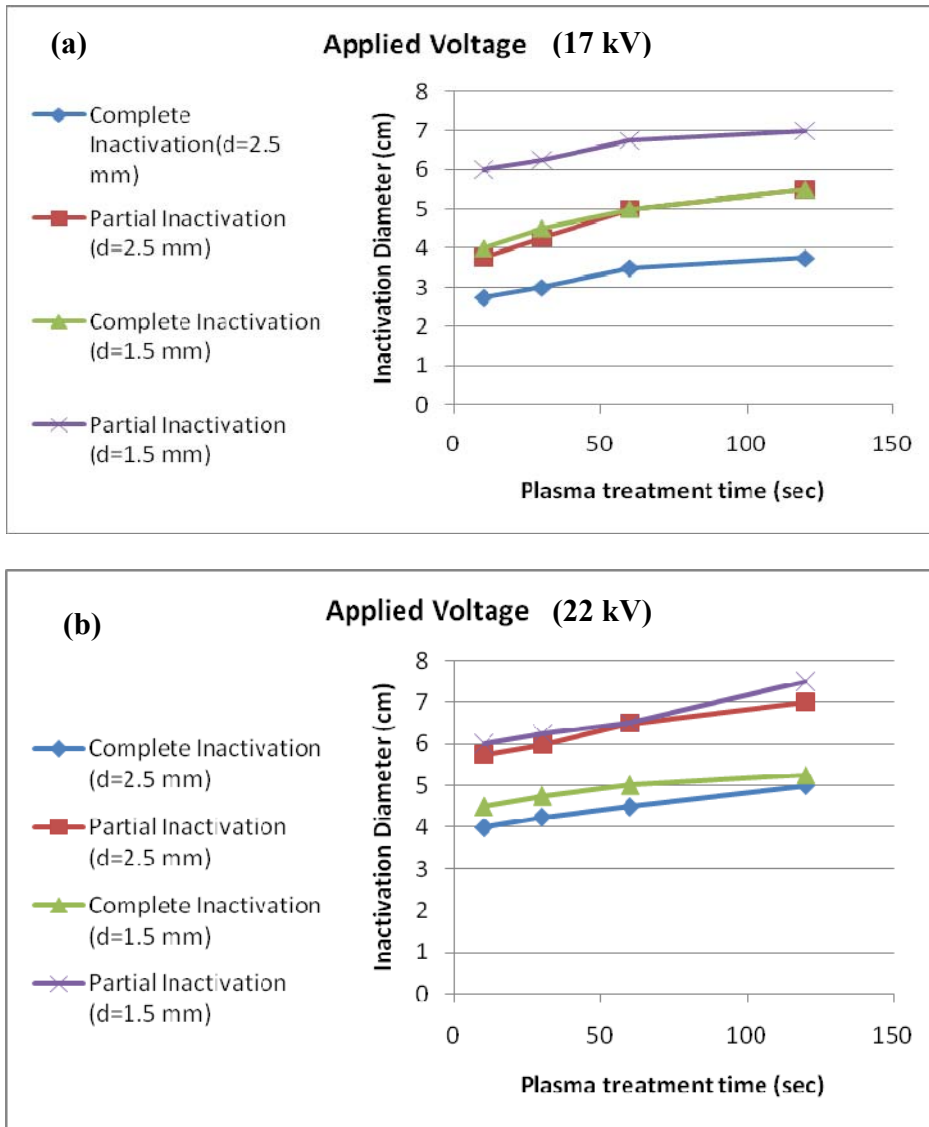 (a)
Applied Voltage (17 kV)
Complete
Inactivation(d=2.5
mm)
Partial Inactivation
(d=2.5 mm)
Complete Inactivation
(d=1.5 mm)
Partial Inactivation
(d=1.5 mm)
Inactivation Diameter (cm)
8
7
6
5
4
3
2
1
0
0 50 100 150
Plasma treatment time (sec)
(b)
Applied Voltage (22 kV)
Complete Inactivation
(d=2.5 mm)
Partial Inactivation
(d=2.5 mm)
Complete Inactivation
(d=1.5 mm)
Partial Inactivation
(d=1.5 mm)
Inactivation Diameter (cm)
8
7
6
5
4
3
2
1
0
0 50 100 150
Plasma treatment time (sec)